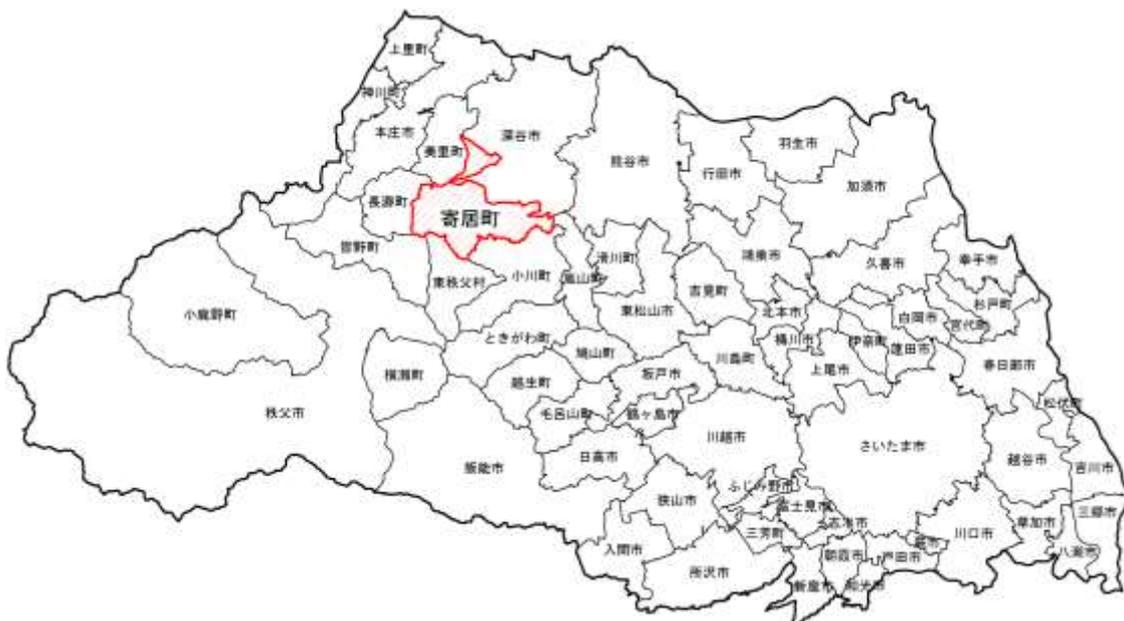 上里町
神川町
本庄市
美里町
深谷市
熊谷市
行田市
羽生市
加須市
長瀞町
寄居町
皆野町
小川町
嵐山町
滑川町
鴻巣市
久喜市
幸手市
東秩父村
東松山市
吉見町
北本市
白岡市
宮代町
杉戸町
小鹿野町
ときがわ町
鳩山町
川島町
桶川市
伊奈町
蓮田市
春日部市
横瀬町
越生町
坂戸市
上尾市
松伏町
秩父市
毛呂山町
鶴ヶ島市
川越市
さいたま市
越谷市
吉川市
飯能市
日高市
ふじみ野市
狭山市
富士見市
三芳町
志木市
川口市
草加市
三郷市
入間市
所沢市
朝霞市
戸田市
蕨市
八潮市
新座市
和光市